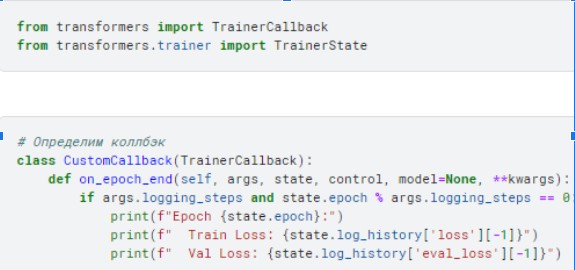 from transformers import TrainerCallback
from transformers.trainer import TrainerState
# Определим коллбэк
class CustomCallback(TrainerCallback):
    def on_epoch_end(self, args, state, control, model=None, **kwargs):
        if args.logging_steps and state.epoch % args.logging_steps == 0:
            print(f"Epoch {state.epoch}:")
            print(f"  Train Loss: {state.log_history['loss'][-1]}")
            print(f"  Val Loss: {state.log_history['eval_loss'][-1]}")